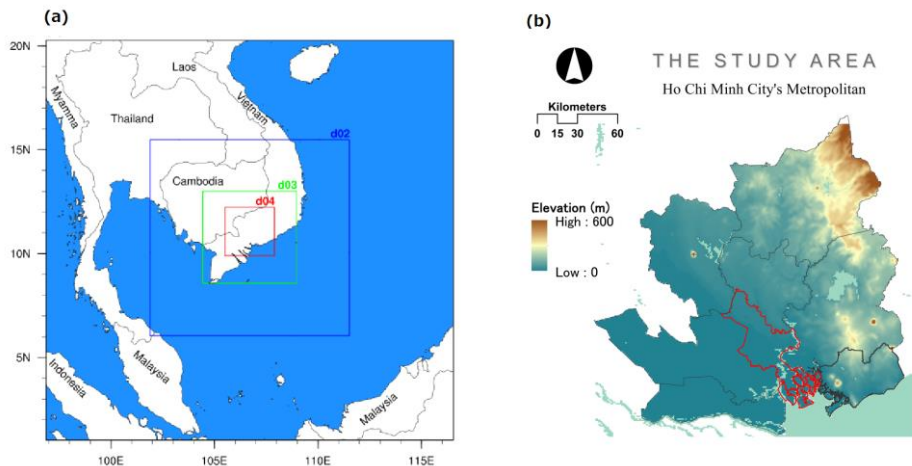 (a)
20N
15N
10N
5N
100E
105E
110E
115E
Myamma
Laos
Vietnam
Thailand
Cambodia
d02
d03
d04
Malaysia
Indonesia
Malaysia
(b)
THE STUDY AREA
Ho Chi Minh City's Metropolitan
Kilometers
0 15 30 60
Elevation (m)
High : 600
Low : 0